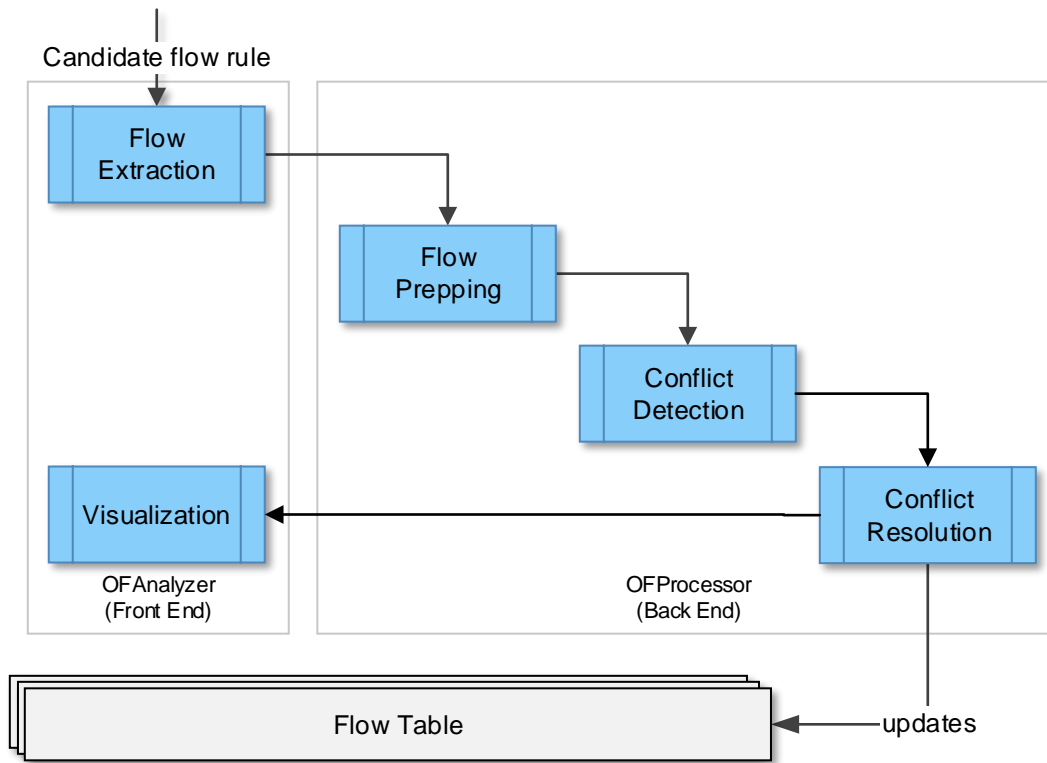 Candidate flow rule
Flow
Extraction
Flow
Prepping
Conflict
Detection
Conflict
Resolution
Visualization
OFAnalyzer
(Front End)
OFProcessor
(Back End)
Flow Table
updates